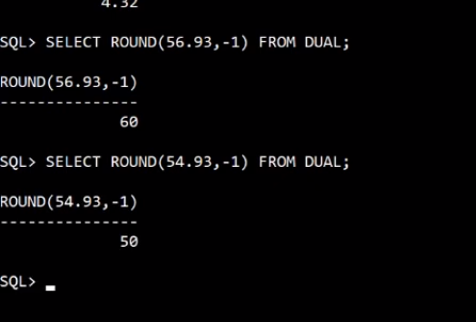 4.32
SQL> SELECT ROUND(56.93,-1) FROM DUAL;
ROUND(56.93,-1)
---------------
60
SQL> SELECT ROUND(54.93,-1) FROM DUAL;
ROUND(54.93,-1)
---------------
50
SQL>